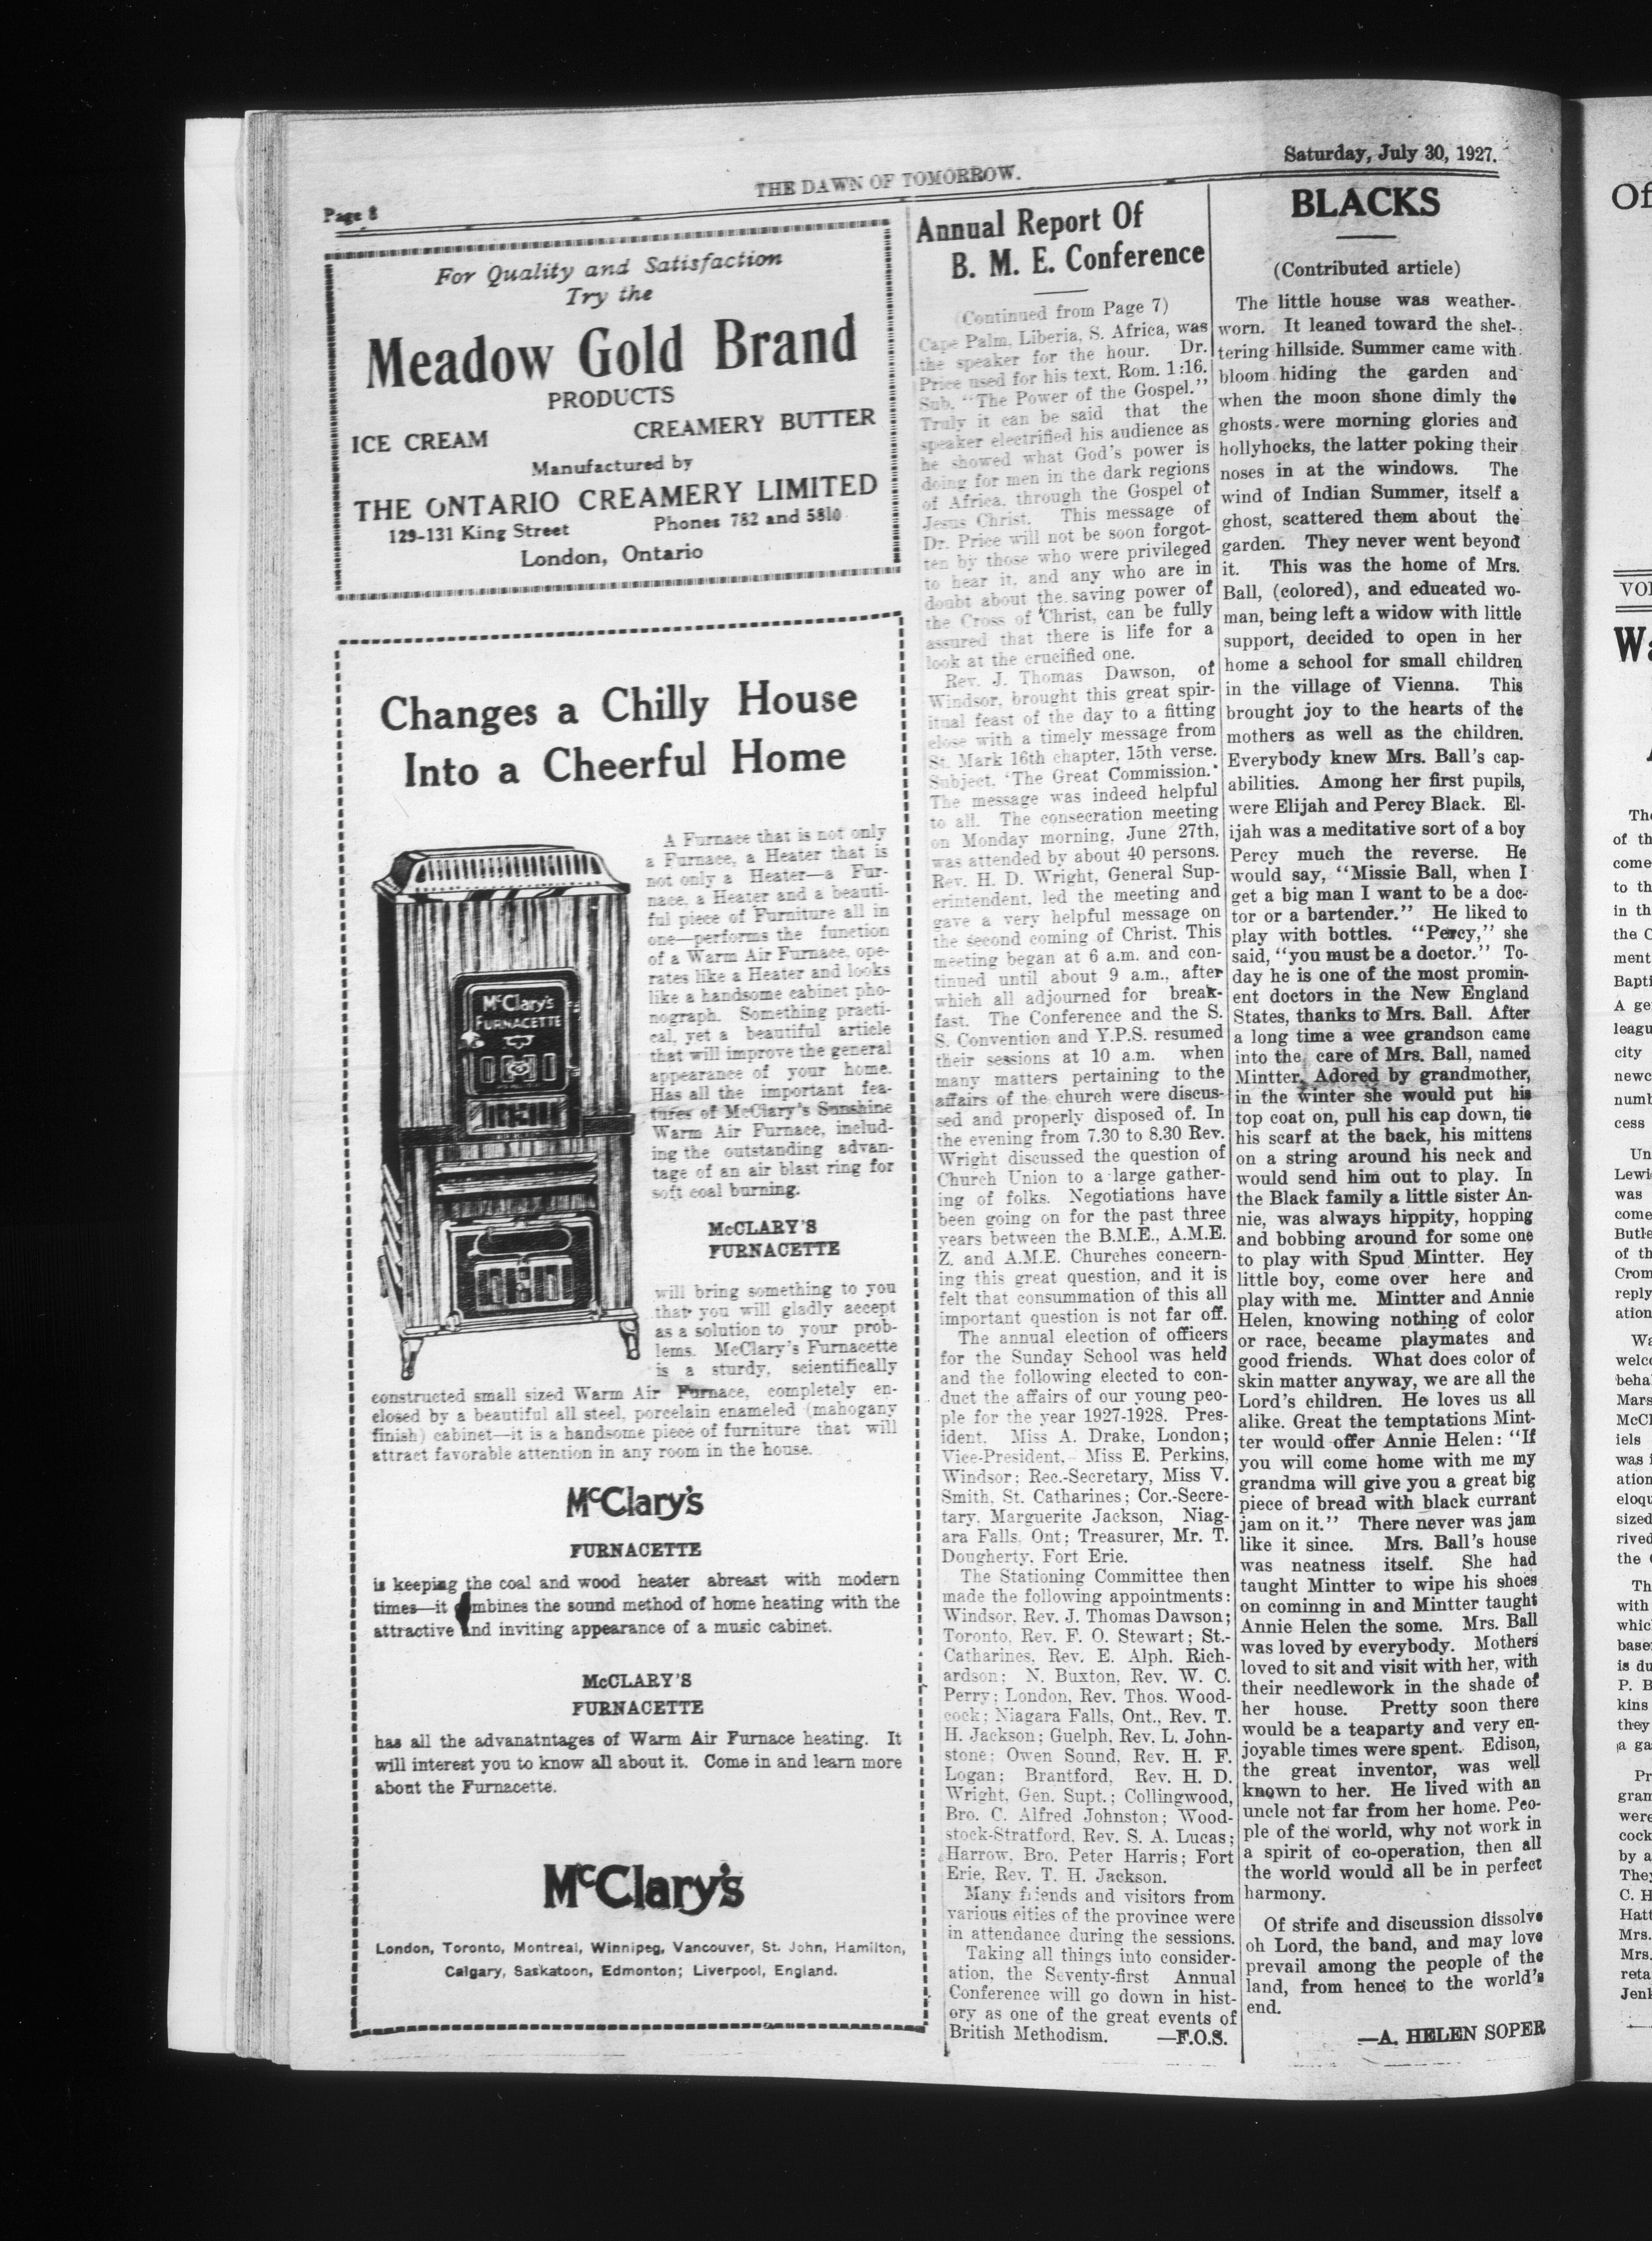 Page 8
THE DAWN OF TOMORROW.
Saturday, July 30, 1927.
For Quality and Satisfaction
Try the
Meadow Gold Brand
PRODUCTS
ICE CREAM CREAMERY BUTTER
Manufactured by
THE ONTARIO CREAMERY LIMITED
129-131 King Street Phones 782 and 5810
London, Ontario
Changes a Chilly House
Into a Cheerful Home
A Furnace that is not only
a Furnace, a Heater that is
not only a Heater—a Fur-
nace, a Heater and a beauti-
ful piece of Furniture all in
one—performs the function
of a Warm Air Furnace, ope-
rates like a Heater and looks
like a handsome cabinet pho-
nograph. Something practi-
cal, yet a beautiful article
that will improve the general
appearance of your home.
Has all the important fea-
tures of McClary's Sunshine
Warm Air Furnace, includ-
ing the outstanding advan-
tage of an air blast ring for
soft coal burning.
McClary's
FURNACETTE
McCLARY'S
FURNACETTE
will bring something to you
that you will gladly accept
as a solution to your prob-
lems. McClary's Furnacette
is a sturdy, scientifically
constructed small sized Warm Air Furnace, completely en-
closed by a beautiful all steel, porcelain enameled (mahogany
finish) cabinet—it is a handsome piece of furniture that will
attract favorable attention in any room in the house.
McClary's
FURNACETTE
is keeping the coal and wood heater abreast with modern
times—it combines the sound method of home heating with the
attractive and inviting appearance of a music cabinet.
McCLARY'S
FURNACETTE
has all the advanatntages of Warm Air Furnace heating. It
will interest you to know all about it. Come in and learn more
about the Furnacette.
McClary's
London, Toronto, Montreal, Winnipeg, Vancouver, St. John, Hamilton,
Calgary, Saskatoon, Edmonton; Liverpool, England.
Annual Report Of
B. M. E. Conference
(Continued from Page 7)
Cape Palm, Liberia, S. Africa, was
the speaker for the hour. Dr.
Price used for his text, Rom. 1:16.
Sub. "The Power of the Gospel."
Truly it can be said that the
speaker electrified his audience as
he showed what God's power is
doing for men in the dark regions
of Africa, through the Gospel of
Jesus Christ. This message of
Dr. Price will not be soon forgot-
ten by those who were privileged
to hear it, and any who are in
doubt about the saving power of
the Cross of Christ, can be fully
assured that there is life for a
look at the crucified one.
Rev. J. Thomas Dawson, of
Windsor, brought this great spir-
itual feast of the day to a fitting
close with a timely message from
St. Mark 16th chapter, 15th verse.
Subject, 'The Great Commission.'
The message was indeed helpful
to all. The consecration meeting
on Monday morning, June 27th,
was attended by about 40 persons.
Rev. H. D. Wright, General Sup-
erintendent, led the meeting and
gave a very helpful message on
the second coming of Christ. This
meeting began at 6 a.m. and con-
tinued until about 9 a.m., after
which all adjourned for break-
fast. The Conference and the S.
S. Convention and Y.P.S. resumed
their sessions at 10 a.m. when
many matters pertaining to the
affairs of the church were discus-
sed and properly disposed of. In
the evening from 7.30 to 8.30 Rev.
Wright discussed the question of
Church Union to a large gather-
ing of folks. Negotiations have
been going on for the past three
years between the B.M.E., A.M.E.
Z. and A.M.E. Churches concern-
ing this great question, and it is
felt that consummation of this all
important question is not far off.
The annual election of officers
for the Sunday School was held
and the following elected to con-
duct the affairs of our young peo-
ple for the year 1927-1928. Pres-
ident. Miss A. Drake, London;
Vice-President, Miss E. Perkins,
Windsor; Rec.-Secretary, Miss V.
Smith, St. Catharines; Cor.-Secre-
tary, Marguerite Jackson, Niag-
ara Falls, Ont; Treasurer, Mr. T.
Dougherty, Fort Erie.
The Stationing Committee then
made the following appointments:
Windsor, Rev. J. Thomas Dawson;
Toronto, Rev. F. O. Stewart; St.-
Catharines, Rev. E. Alph. Rich-
ardson; N. Buxton, Rev. W. C.
Perry; London, Rev. Thos. Wood-
cock; Niagara Falls, Ont., Rev. T.
H. Jackson; Guelph, Rev. L. John-
stone; Owen Sound, Rev. H. F.
Logan; Brantford, Rev. H. D.
Wright, Gen. Supt.; Collingwood,
Bro. C. Alfred Johnston; Wood-
stock-Stratford, Rev. S. A. Lucas;
Harrow, Bro. Peter Harris; Fort
Erie, Rev. T. H. Jackson.
Many friends and visitors from
various cities of the province were
in attendance during the sessions.
Taking all things into consider-
ation, the Seventy-first Annual
Conference will go down in hist-
ory as one of the great events of
British Methodism. —F.O.S.
BLACKS
(Contributed article)
The little house was weather-
worn. It leaned toward the shel-
tering hillside. Summer came with
bloom hiding the garden and
when the moon shone dimly the
ghosts were morning glories and
hollyhocks, the latter poking their
noses in at the windows. The
wind of Indian Summer, itself a
ghost, scattered them about the
garden. They never went beyond
it. This was the home of Mrs.
Ball, (colored), and educated wo-
man, being left a widow with little
support, decided to open in her
home a school for small children
in the village of Vienna. This
brought joy to the hearts of the
mothers as well as the children.
Everybody knew Mrs. Ball's cap-
abilities. Among her first pupils,
were Elijah and Percy Black. El-
ijah was a meditative sort of a boy
Percy much the reverse. He
would say, "Missie Ball, when I
get a big man I want to be a doc-
tor or a bartender." He liked to
play with bottles. "Percy," she
said, "you must be a doctor." To-
day he is one of the most promin-
ent doctors in the New England
States, thanks to Mrs. Ball. After
a long time a wee grandson came
into the care of Mrs. Ball, named
Mintter. Adored by grandmother,
in the winter she would put his
top coat on, pull his cap down, tie
his scarf at the back, his mittens
on a string around his neck and
would send him out to play. In
the Black family a little sister An-
nie, was always hippity, hopping
and bobbing around for some one
to play with Spud Mintter. Hey
little boy, come over here and
play with me. Mintter and Annie
Helen, knowing nothing of color
or race, became playmates and
good friends. What does color of
skin matter anyway, we are all the
Lord's children. He loves us all
alike. Great the temptations Mint-
ter would offer Annie Helen: "If
you will come home with me my
grandma will give you a great big
piece of bread with black currant
jam on it." There never was jam
like it since. Mrs. Ball's house
was neatness itself. She had
taught Mintter to wipe his shoes
on cominng in and Mintter taught
Annie Helen the some. Mrs. Ball
was loved by everybody. Mothers
loved to sit and visit with her, with
their needlework in the shade of
her house. Pretty soon there
would be a teaparty and very en-
joyable times were spent. Edison,
the great inventor, was well
known to her. He lived with an
uncle not far from her home. Peo-
ple of the world, why not work in
a spirit of co-operation, then all
the world would all be in perfect
harmony.
Of strife and discussion dissolve
oh Lord, the band, and may love
prevail among the people of the
land, from hence to the world's
end.
—A. HELEN SOPER